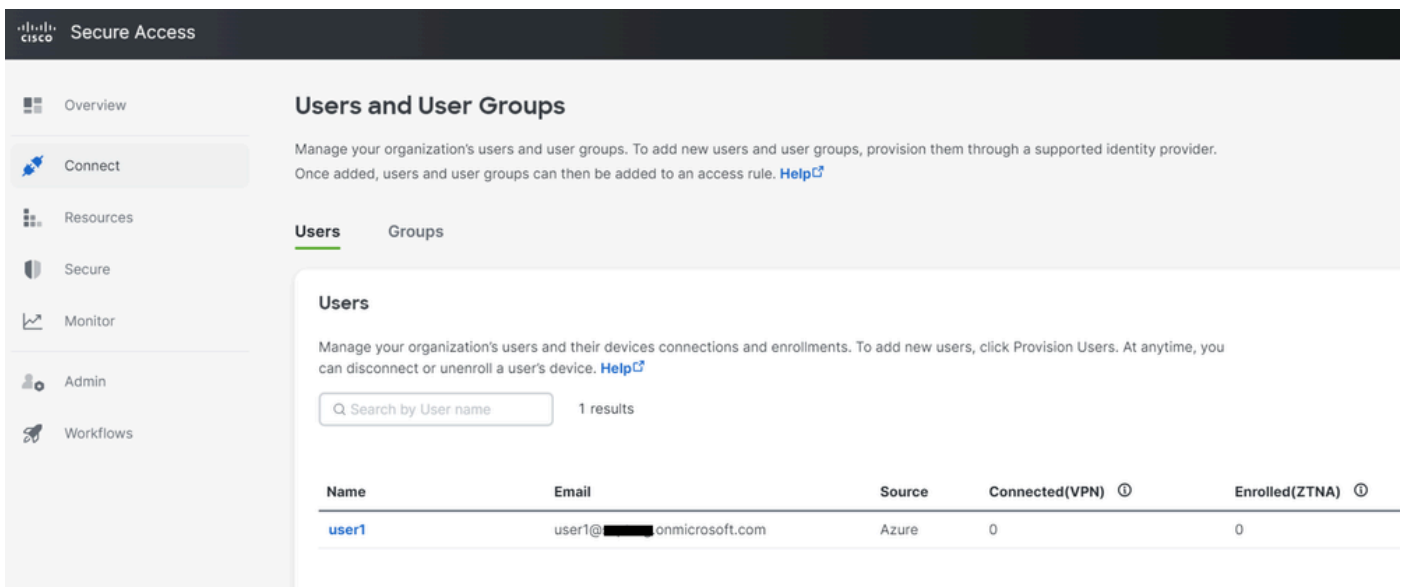 cisco Secure Access
Overview
Connect
Resources
Secure
Monitor
Admin
Workflows
Users and User Groups
Manage your organization's users and user groups. To add new users and user groups, provision them through a supported identity provider.
Once added, users and user groups can then be added to an access rule. Help
Users Groups
Users
Manage your organization's users and their devices connections and enrollments. To add new users, click Provision Users. At anytime, you
can disconnect or unenroll a user's device. Help
Search by User name 1 results
Name Email Source Connected(VPN) Enrolled(ZTNA)
user1 user1@ .onmicrosoft.com Azure 0 0